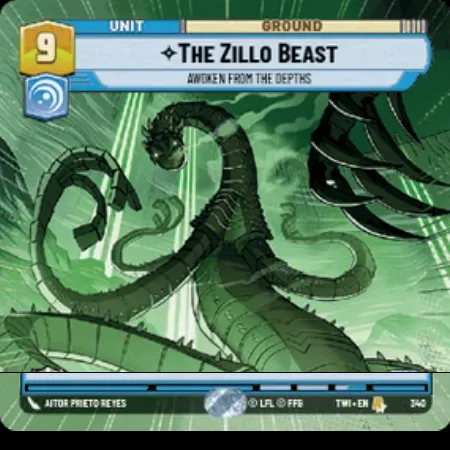 UNIT GROUND
9
THE ZILLO BEAST
AWOKEN FROM THE DEPTHS
AITOR PRIETO REYES © LFL © FFG TWI • EN 340